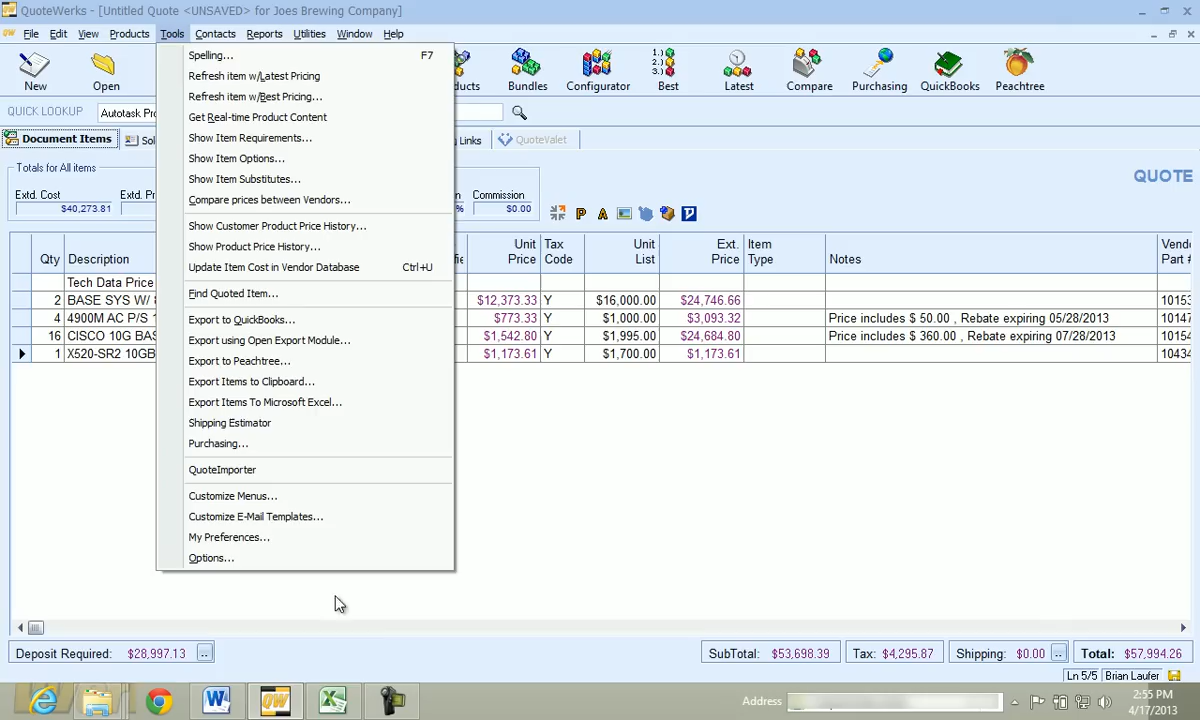 QuoteWerks - [Untitled Quote <UNSAVED> for Joes Brewing Company]
File Edit View Products Tools Contacts Reports Utilities Window Help
New Open Bundles Configurator Best Latest Compare Purchasing QuickBooks Peachtree
QUICK LOOKUP Autotask
Document Items Links QuoteValet
Spelling... F7
Refresh item w/Latest Pricing
Refresh item w/Best Pricing...
Get Real-time Product Content
Show Item Requirements...
Show Item Options...
Show Item Substitutes...
Compare prices between Vendors...
Show Customer Product Price History...
Show Product Price History...
Update Item Cost in Vendor Database Ctrl+U
Find Quoted Item...
Export to QuickBooks...
Export using Open Export Module...
Export to Peachtree...
Export Items to Clipboard...
Export Items To Microsoft Excel...
Shipping Estimator
Purchasing...
QuoteImporter
Customize Menus...
Customize E-Mail Templates...
My Preferences...
Options...
Totals for All items
QUOTE
Extd. Cost Extd. Commission
$40,273.81 % $0.00
Qty Description Unit Price Tax Code Unit List Ext. Price Item Type Notes Part #
Tech Data Price
2 BASE SYS W/ $12,373.33 Y $16,000.00 $24,746.66 10153
4 4900M AC P/S $773.33 Y $1,000.00 $3,093.32 Price includes $ 50.00 , Rebate expiring 05/28/2013 10147
16 CISCO 10G $1,542.80 Y $1,995.00 $24,684.80 Price includes $ 360.00 , Rebate expiring 07/28/2013 10154
1 X520-SR2 10GB $1,173.61 Y $1,700.00 $1,173.61 10434
Deposit Required: $28,997.13 SubTotal: $53,698.39 Tax: $4,295.87 Shipping: $0.00 Total: $57,994.26
Ln 5/5 Brian Laufer
Address
2:55 PM
4/17/2013